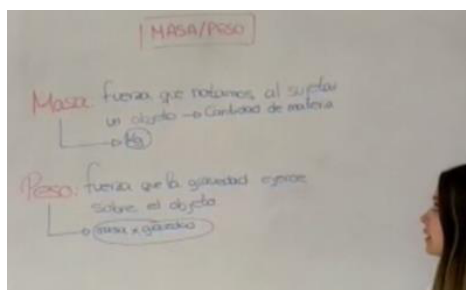 MASA/PESO
Masa: fuerza que notamos al sujetar
un objeto → Cantidad de materia
→ Kg
Peso: fuerza que la gravedad ejerce
sobre el objeto
→ masa x gravedad